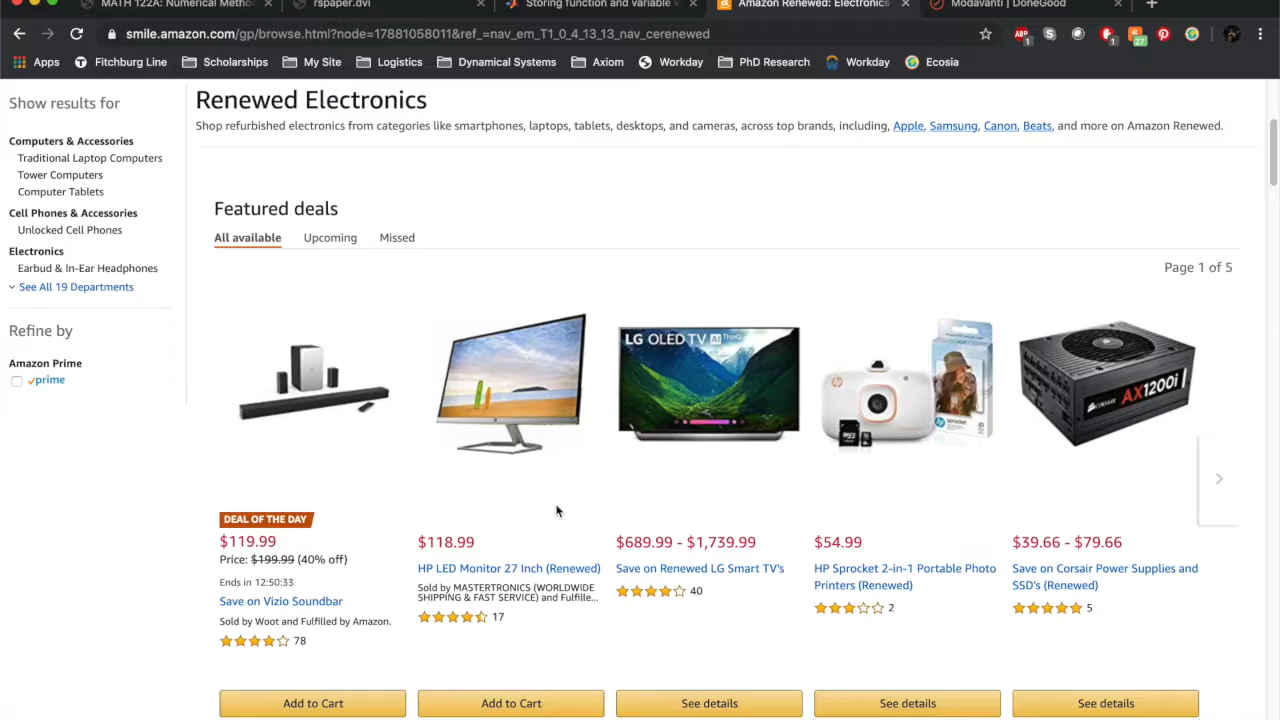 MATH 122A: Numerical Metho
rspaper.dvi
Storing function and variable v
Amazon Renewed: Electronics
Modavanti | DoneGood
smile.amazon.com/gp/browse.html?node=17881058011&ref_=nav_em_T1_0_4_13_13_nav_cerenewed
ABP 1
1
27
Apps
Fitchburg Line
Scholarships
My Site
Logistics
Dynamical Systems
Axiom
Workday
PhD Research
Workday
Ecosia
Show results for
Computers & Accessories
Traditional Laptop Computers
Tower Computers
Computer Tablets
Cell Phones & Accessories
Unlocked Cell Phones
Electronics
Earbud & In-Ear Headphones
See All 19 Departments
Refine by
Amazon Prime
prime
Renewed Electronics
Shop refurbished electronics from categories like smartphones, laptops, tablets, desktops, and cameras, across top brands, including, Apple, Samsung, Canon, Beats, and more on Amazon Renewed.
Featured deals
All available
Upcoming
Missed
Page 1 of 5
LG OLED TV AI ThinQ
hp
sprocket
CORSAIR
AX1200i
DEAL OF THE DAY
$119.99
Price: $199.99 (40% off)
Ends in 12:50:33
Save on Vizio Soundbar
Sold by Woot and Fulfilled by Amazon.
78
Add to Cart
$118.99
HP LED Monitor 27 Inch (Renewed)
Sold by MASTERTRONICS (WORLDWIDE
SHIPPING & FAST SERVICE) and Fulfille...
17
Add to Cart
$689.99 - $1,739.99
Save on Renewed LG Smart TV's
40
See details
$54.99
HP Sprocket 2-in-1 Portable Photo
Printers (Renewed)
2
See details
$39.66 - $79.66
Save on Corsair Power Supplies and
SSD's (Renewed)
5
See details